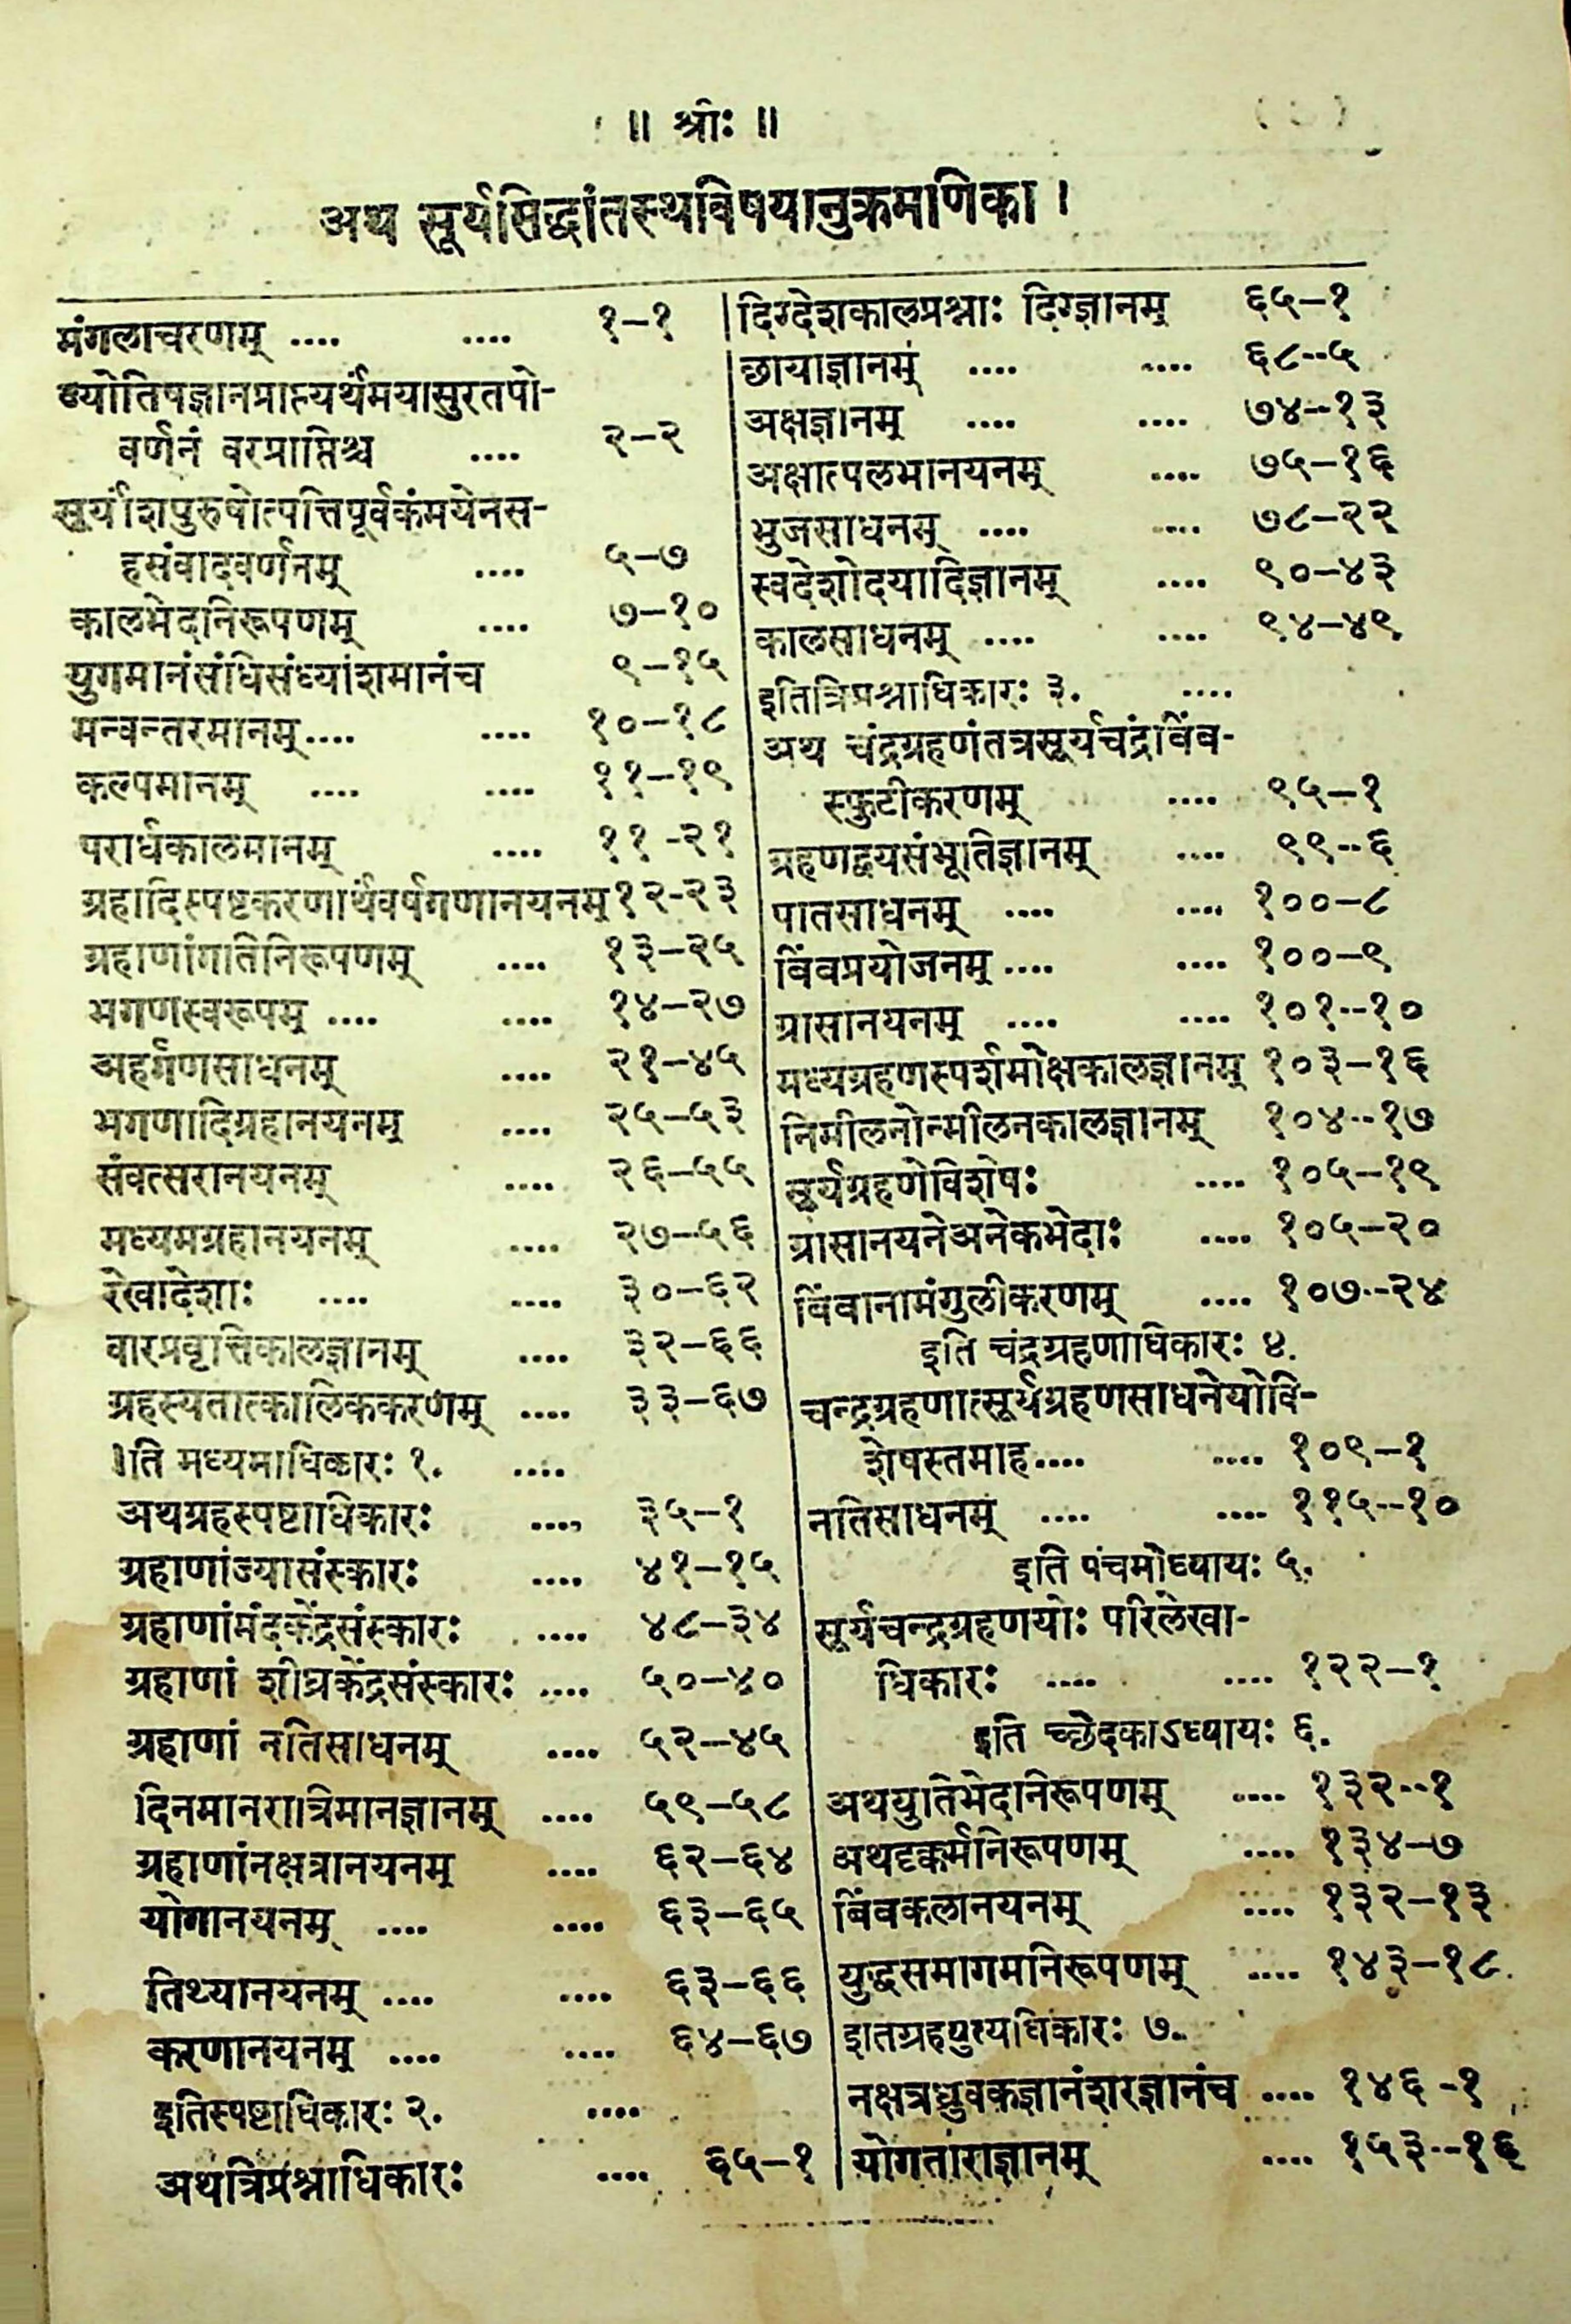 ॥ श्रीः ॥
अथ सूर्यसिद्धांतस्थविषयानुक्रमणिका ।
मंगलाचरणम् .... .... १–१
ज्योतिषज्ञानप्राप्त्यर्थंमयासुरतपो-
वर्णनं वरप्राप्तिश्च .... २–२
सूर्यांशपुरुषोत्पत्तिपूर्वकंमयेनस-
हसंवादवर्णनम् .... ५–७
कालभेदनिरूपणम् .... ७–१०
युगमानंसंधिसंध्यांशमानंच ९–१५
मन्वन्तरमानम् .... .... १०–१८
कल्पमानम् .... .... ११–१९
परार्धकालमानम् .... ११-२१
ग्रहादिस्पष्टकरणार्थंवर्षगणानयनम् १२-२३
ग्रहाणांगतिनिरूपणम् .... १३–२५
भगणस्वरूपम् .... .... १४–२७
अहर्गणसाधनम् .... २१–४५
भगणादिग्रहानयनम् .... २५–५३
संवत्सरानयनम् .... २६–५५
मध्यमग्रहानयनम् .... २७–५६
रेखादेशाः .... .... ३०–६२
वारप्रवृत्तिकालज्ञानम् .... ३२–६६
ग्रहस्यतात्कालिककरणम् .... ३३–६७
इति मध्यमाधिकारः १. ....
अथग्रहस्पष्टाधिकारः .... ३५–१
ग्रहाणांज्यासंस्कारः .... ४१–१५
ग्रहाणांमंदकेंद्रसंस्कारः .... ४८–३४
ग्रहाणां शीघ्रकेंद्रसंस्कारः .... ५०–४०
ग्रहाणां नतिसाधनम् .... ५२–४५
दिनमानरात्रिमानज्ञानम् .... ५९–५८
ग्रहाणांनक्षत्रानयनम् .... ६२–६४
योगानयनम् .... .... ६३–६५
तिथ्यानयनम् .... .... ६३–६६
करणानयनम् .... .... ६४–६७
इतिस्पष्टाधिकारः २. ....
अथत्रिप्रश्नाधिकारः .... ६५–१
दिग्देशकालप्रश्नाः दिग्ज्ञानम् ६५–१
छायाज्ञानम् .... .... ६८--५
अक्षज्ञानम् .... .... ७४--१३
अक्षात्पलभानयनम् .... ७५–१६
भुजसाधनम् .... .... ७८–२२
स्वदेशोदयादिज्ञानम् .... ९०–४३
कालसाधनम् .... .... ९४–४९
इतित्रिप्रश्नाधिकारः ३. ....
अथ चंद्रग्रहणंतत्रसूर्यचंद्रबिंब-
स्फुटीकरणम् .... ९५–१
ग्रहणद्वयसंभूतिज्ञानम् .... ९९--६
पातसाधनम् .... .... १००–८
बिंवप्रयोजनम् .... .... १००–९
ग्रासानयनम् .... .... १०१--१०
मध्यग्रहणस्पर्शमोक्षकालज्ञानम् १०३–१६
निमीलनोन्मीलनकालज्ञानम् १०४--१७
सूर्यग्रहणेविशेषः .... १०५–१९
ग्रासानयनेअनेकभेदाः .... १०५–२०
बिंवानामंगुलीकरणम् .... १०७--२४
इति चंद्रग्रहणाधिकारः ४.
चन्द्रग्रहणात्सूर्यग्रहणसाधनेयोवि-
शेषस्तमाह .... .... १०९–१
नतिसाधनम् .... .... ११५--१०
इति पंचमोध्यायः ५.
सूर्यचन्द्रग्रहणयोः परिलेखा-
धिकारः .... .... १२२–१
इति च्छेदकाऽध्यायः ६.
अथयुतिभेदानिरूपणम् .... १३२--१
अथदृक्कर्मनिरूपणम् .... १३४–७
बिंवकलानयनम् .... १३२–१३
युद्धसमागमनिरूपणम् .... १४३–१८
इतिग्रहयुत्यधिकारः ७.
नक्षत्रध्रुवकज्ञानंशरज्ञानंच .... १४६ -१
योगताराज्ञानम् .... १५३--१६